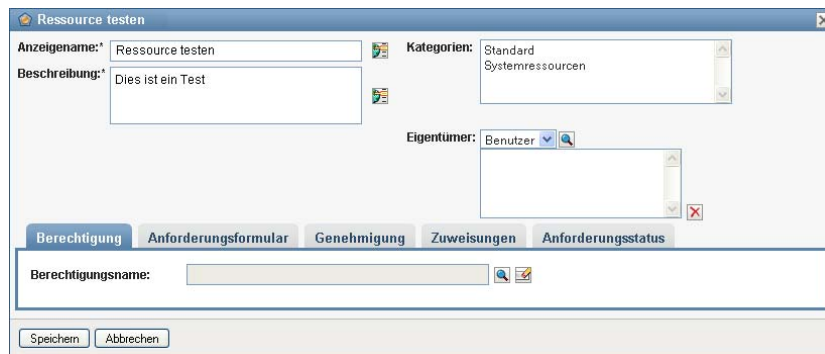 Ressource testen
Anzeigename:* Ressource testen
Kategorien: Standard
Systemressourcen
Beschreibung:* Dies ist ein Test
Eigentümer: Benutzer
Berechtigung Anforderungsformular Genehmigung Zuweisungen Anforderungsstatus
Berechtigungsname:
Speichern Abbrechen